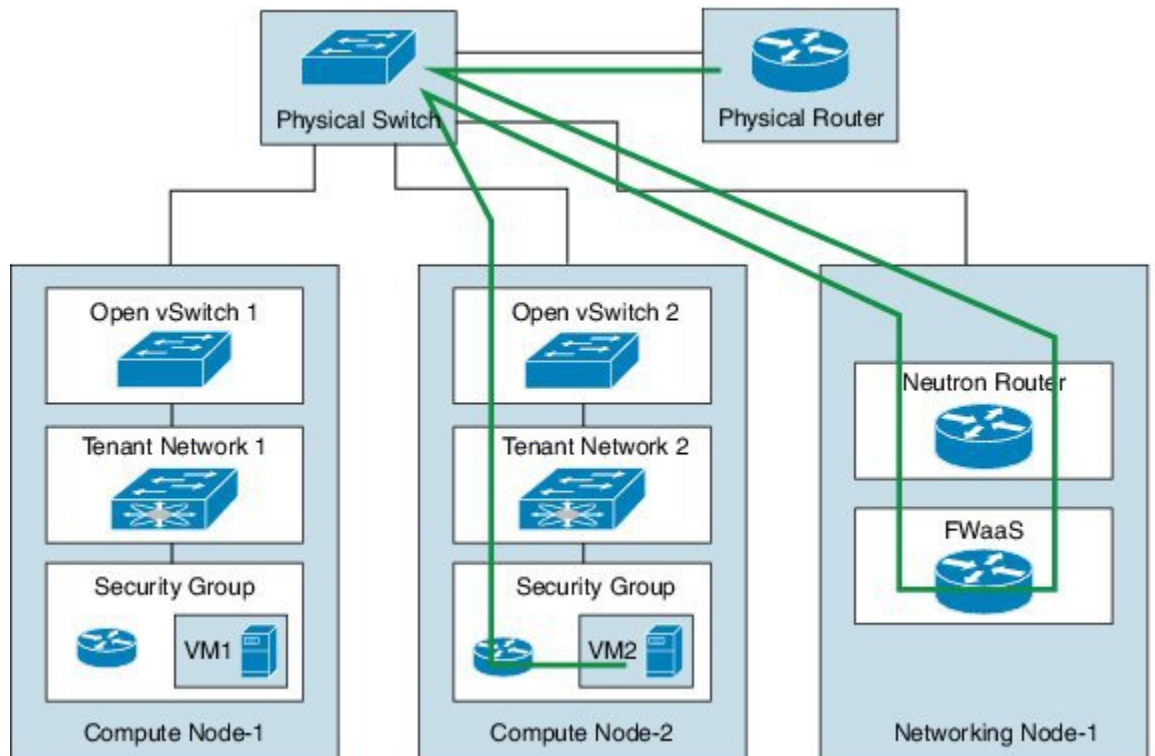 Physical Switch
Physical Router
Open vSwitch 1
Tenant Network 1
Security Group
VM1
Compute Node-1
Open vSwitch 2
Tenant Network 2
Security Group
VM2
Compute Node-2
Neutron Router
FWaaS
Networking Node-1